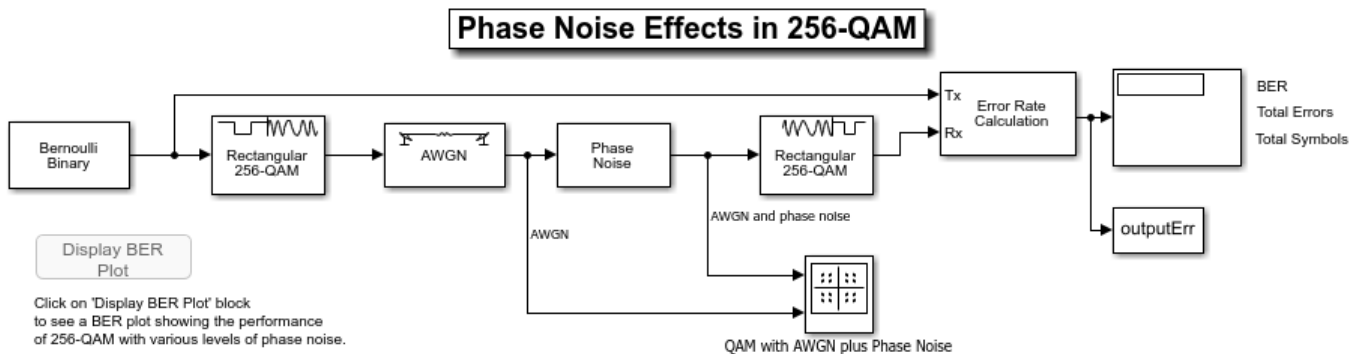 Phase Noise Effects in 256-QAM
Bernoulli
Binary
Rectangular
256-QAM
AWGN
Phase
Noise
Rectangular
256-QAM
Tx
Rx
Error Rate
Calculation
BER
Total Errors
Total Symbols
outputErr
AWGN
AWGN and phase noise
QAM with AWGN plus Phase Noise
Display BER
Plot
Click on 'Display BER Plot' block
to see a BER plot showing the performance
of 256-QAM with various levels of phase noise.